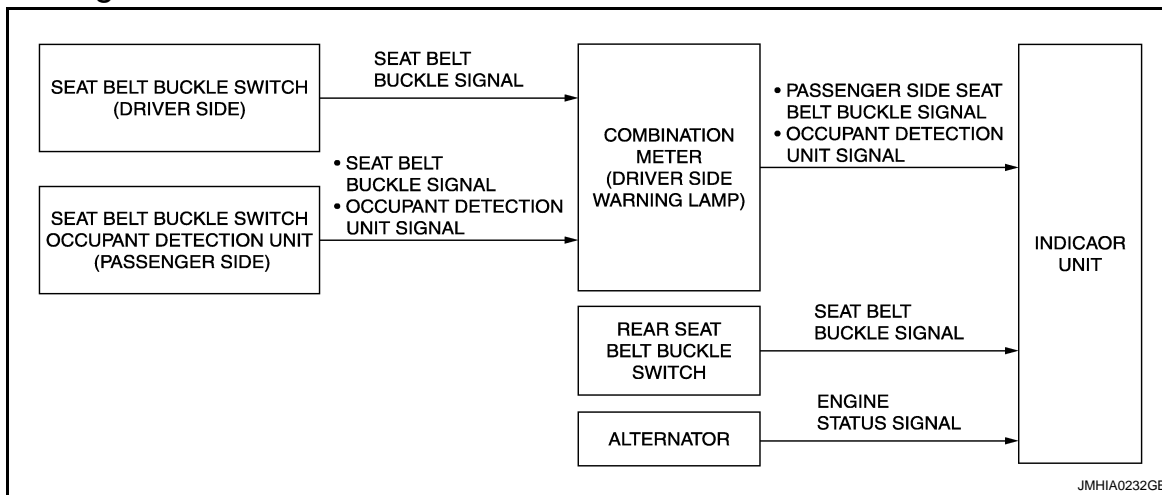 SEAT BELT BUCKLE SWITCH
(DRIVER SIDE)
SEAT BELT
BUCKLE SIGNAL
SEAT BELT BUCKLE SWITCH
OCCUPANT DETECTION UNIT
(PASSENGER SIDE)
• SEAT BELT
BUCKLE SIGNAL
• OCCUPANT DETECTION
UNIT SIGNAL
COMBINATION
METER
(DRIVER SIDE
WARNING LAMP)
• PASSENGER SIDE SEAT
BELT BUCKLE SIGNAL
• OCCUPANT DETECTION
UNIT SIGNAL
REAR SEAT
BELT BUCKLE
SWITCH
SEAT BELT
BUCKLE SIGNAL
ALTERNATOR
ENGINE
STATUS SIGNAL
INDICAOR
UNIT
JMHIA0232GB